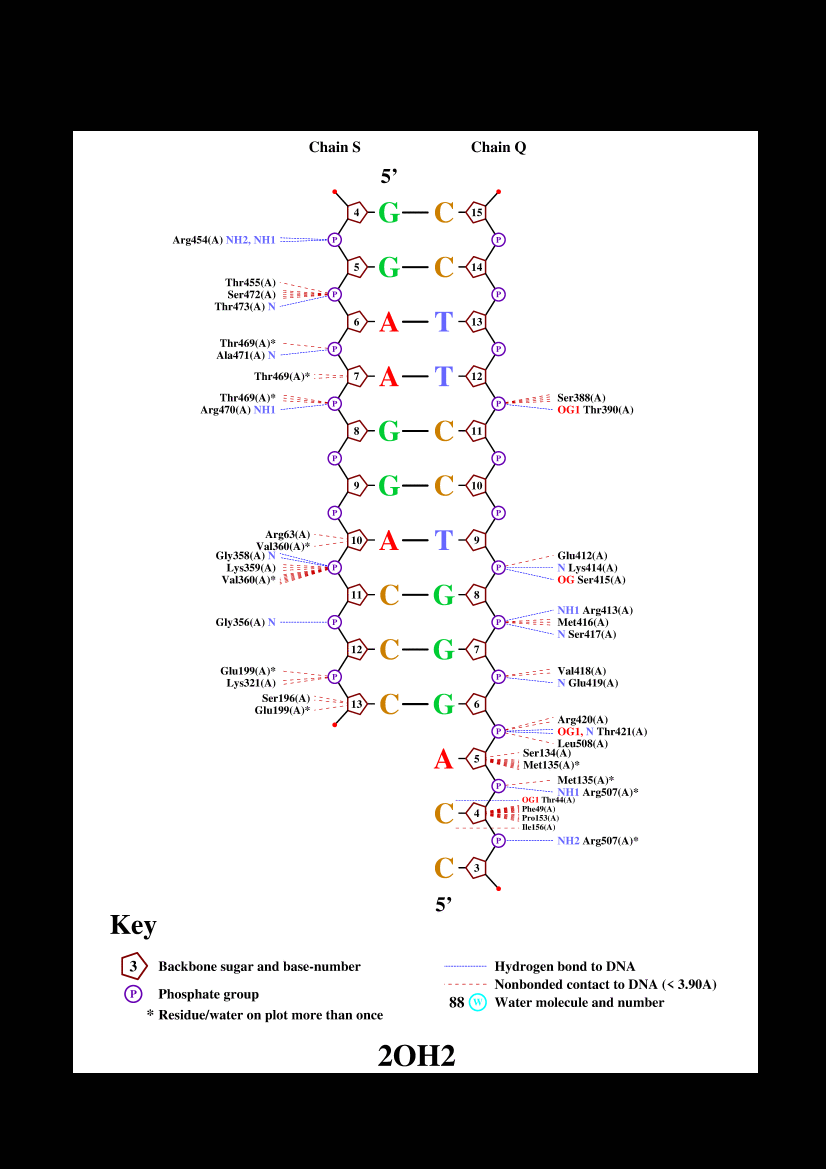 Chain S Chain Q
5’
4 G C 15
P P
Arg454(A) NH2, NH1
5 G C 14
Thr455(A)
Ser472(A) P P
Thr473(A) N
6 A T 13
Thr469(A)*
P P
Ala471(A) N
Thr469(A)* 7 A T 12
Thr469(A)* P P Ser388(A)
Arg470(A) NH1 OG1 Thr390(A)
8 G C 11
P P
9 G C 10
P P
Arg63(A)
10 A T 9
Val360(A)*
Gly358(A) N Glu412(A)
Lys359(A) P P N Lys414(A)
Val360(A)* OG Ser415(A)
11 C G 8
NH1 Arg413(A)
Gly356(A) N P P Met416(A)
N Ser417(A)
12 C G 7
Glu199(A)* Val418(A)
P P
Lys321(A) N Glu419(A)
Ser196(A)
13 C G 6
Glu199(A)*
Arg420(A)
P OG1, N Thr421(A)
Leu508(A)
Ser134(A)
A 5
Met135(A)*
Met135(A)*
P
NH1 Arg507(A)*
OG1 Thr44(A)
Phe49(A)
C 4
Pro153(A)
Ile156(A)
P NH2 Arg507(A)*
C 3
5’
Key
3 Backbone sugar and base-number
P Phosphate group
* Residue/water on plot more than once
Hydrogen bond to DNA
Nonbonded contact to DNA (< 3.90A)
88 W Water molecule and number
2OH2